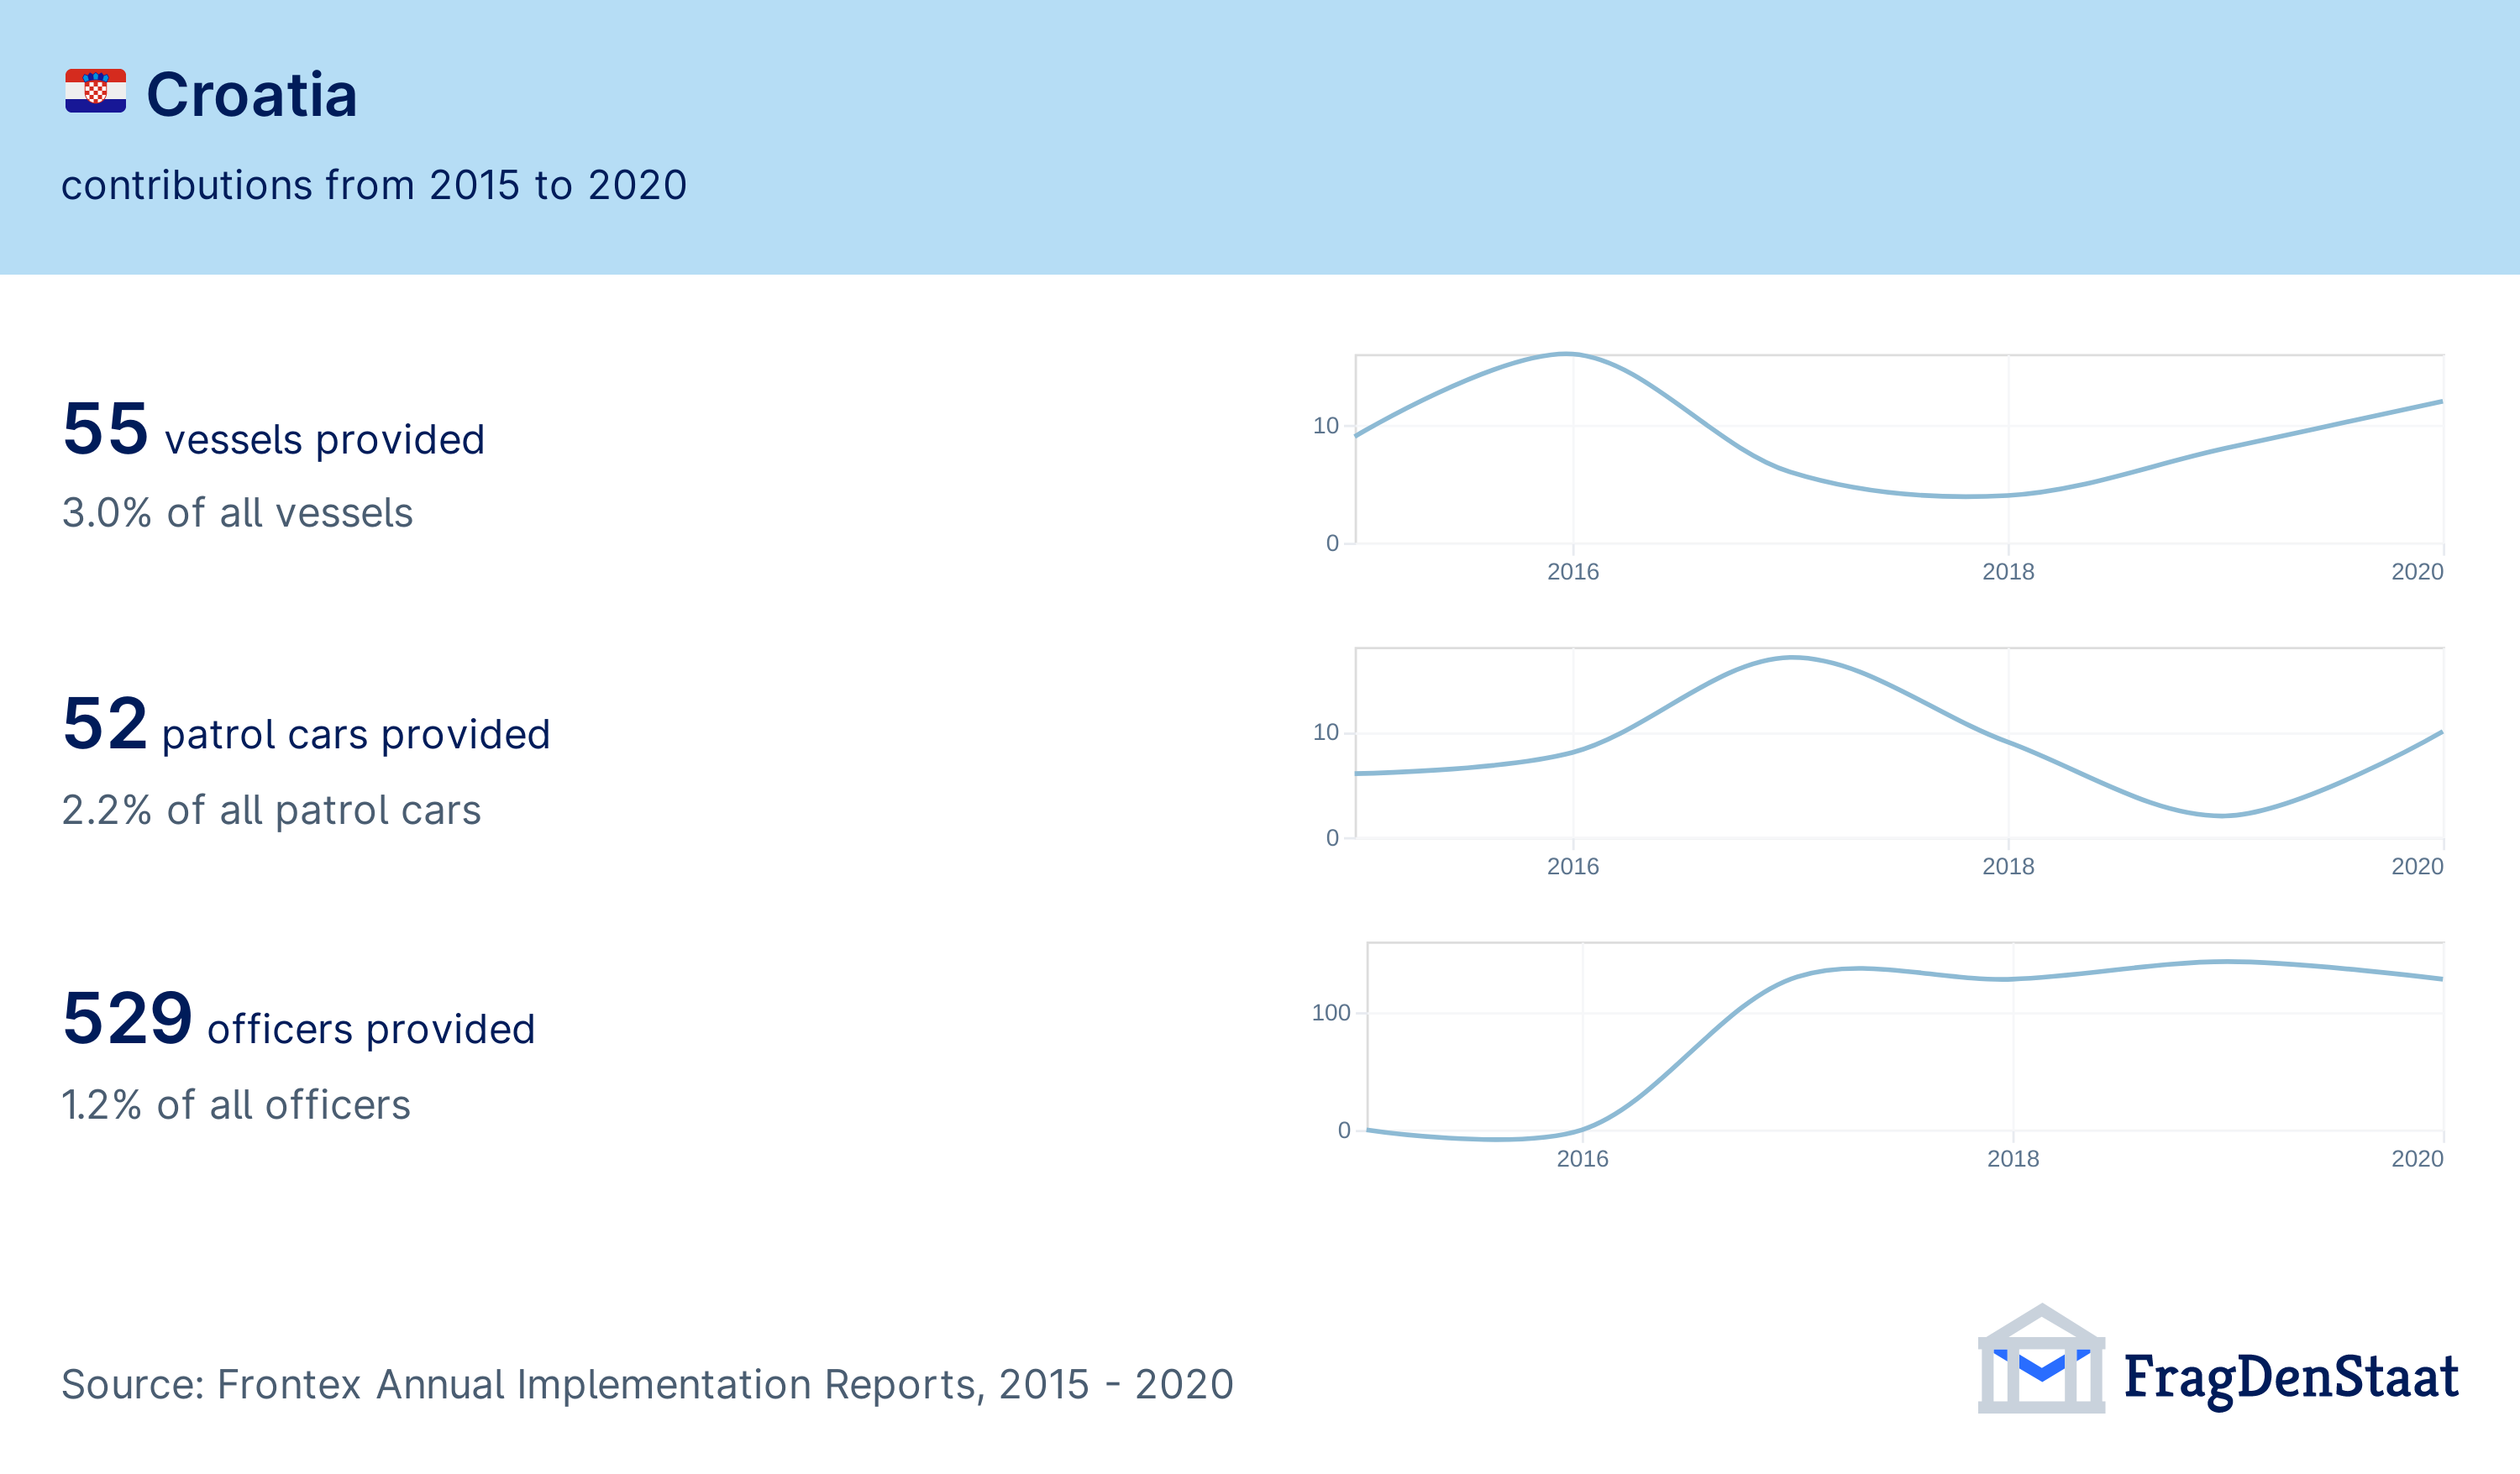 Croatia
contributions from 2015 to 2020
55 vessels provided
3.0% of all vessels
10
0
2016 2018 2020
52 patrol cars provided
2.2% of all patrol cars
10
0
2016 2018 2020
529 officers provided
1.2% of all officers
100
0
2016 2018 2020
Source: Frontex Annual Implementation Reports, 2015 - 2020
FragDenStaat